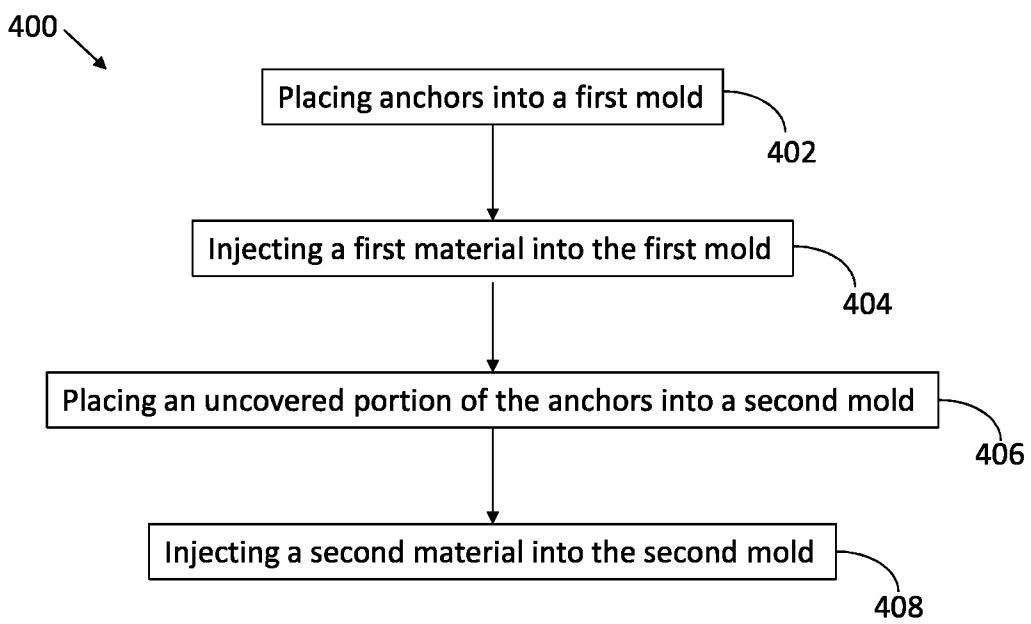 400
Placing anchors into a first mold
402
Injecting a first material into the first mold
404
Placing an uncovered portion of the anchors into a second mold
406
Injecting a second material into the second mold
408